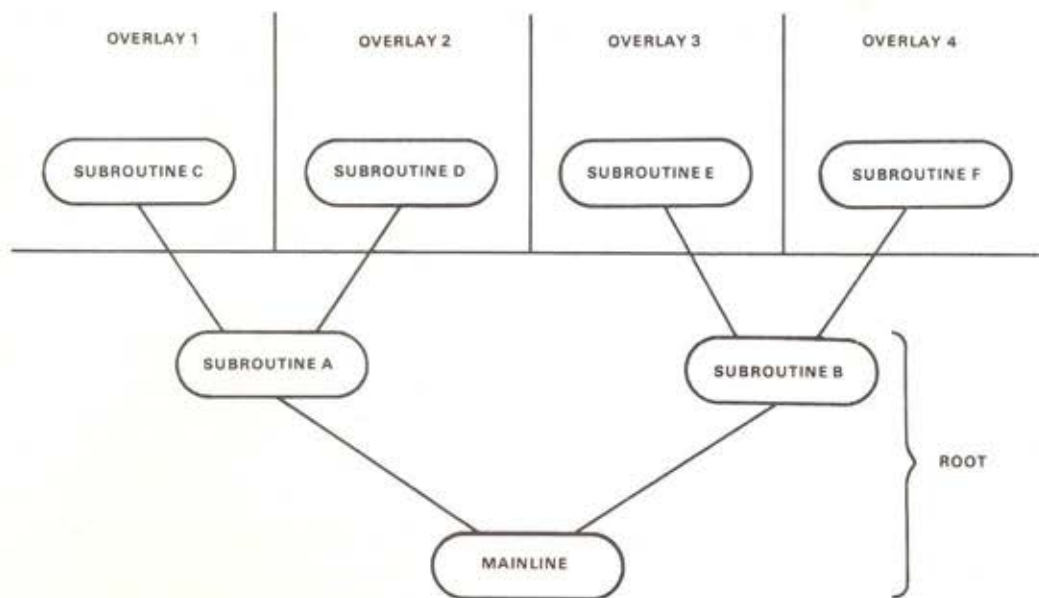 OVERLAY 1
OVERLAY 2
OVERLAY 3
OVERLAY 4
SUBROUTINE C
SUBROUTINE D
SUBROUTINE E
SUBROUTINE F
SUBROUTINE A
SUBROUTINE B
ROOT
MAINLINE